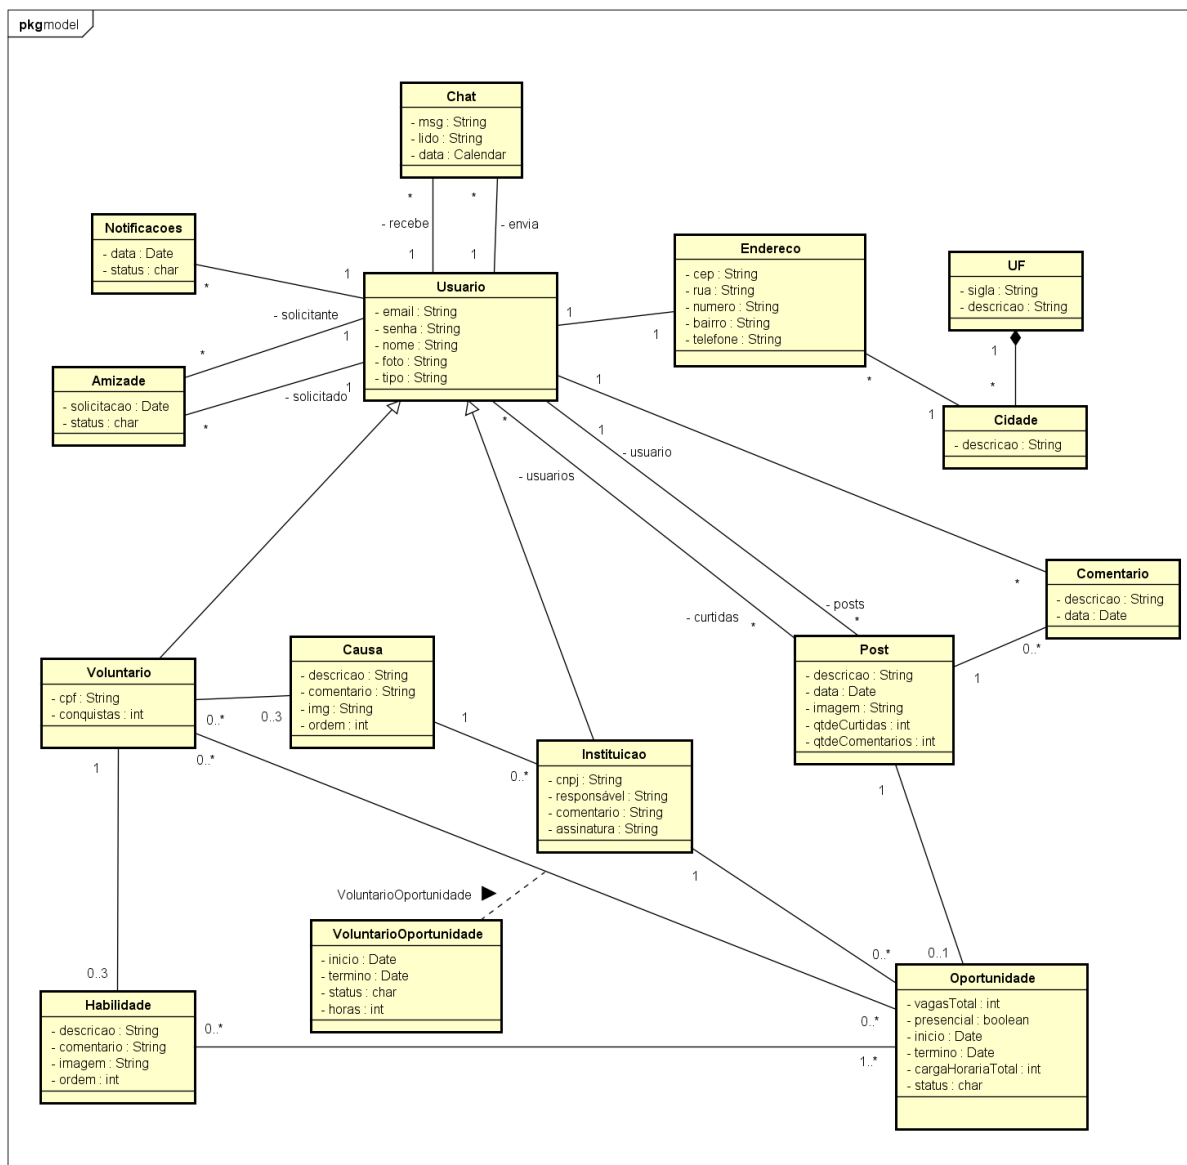 pkg model
Chat
- msg : String
- lido : String
- data : Calendar
*
*
- recebe
- envia
1
1
Notificacoes
- data : Date
- status : char
*
1
Usuario
- email : String
- senha : String
- nome : String
- foto : String
- tipo : String
Endereco
- cep : String
- rua : String
- numero : String
- bairro : String
- telefone : String
1
1
UF
- sigla : String
- descricao : String
1
*
- solicitante
1
*
Amizade
- solicitacao : Date
- status : char
- solicitado
1
*
*
1
Cidade
- descricao : String
*
1
- usuario
- usuarios
1
*
Comentario
- descricao : String
- data : Date
- posts
*
- curtidas
*
0..*
1
Post
- descricao : String
- data : Date
- imagem : String
- qtdeCurtidas : int
- qtdeComentarios : int
Voluntario
- cpf : String
- conquistas : int
Causa
- descricao : String
- comentario : String
- img : String
- ordem : int
0..*
0..3
1
0..*
Instituicao
- cnpj : String
- responsável : String
- comentario : String
- assinatura : String
1
0..*
1
1
VoluntarioOportunidade
VoluntarioOportunidade
- inicio : Date
- termino : Date
- status : char
- horas : int
0..3
0..*
0..1
Habilidade
- descricao : String
- comentario : String
- imagem : String
- ordem : int
0..*
0..*
1..*
Oportunidade
- vagasTotal : int
- presencial : boolean
- inicio : Date
- termino : Date
- cargaHorariaTotal : int
- status : char